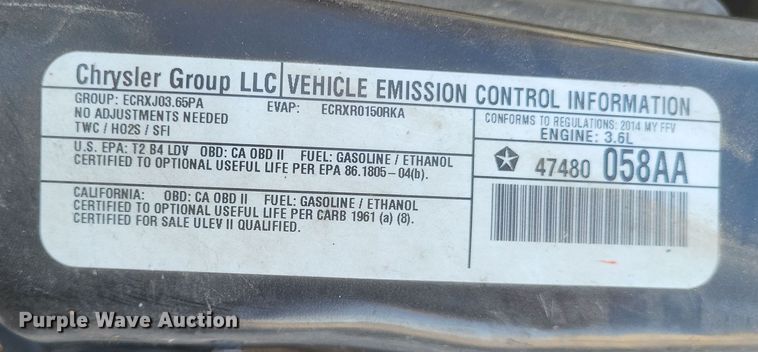 Chrysler Group LLC VEHICLE EMISSION CONTROL INFORMATION
GROUP: ECRXJ03.65PA EVAP: ECRXR0150RKA
NO ADJUSTMENTS NEEDED
TWC / HO2S / SFI
CONFORMS TO REGULATIONS: 2014 MY FFV
ENGINE: 3.6L
U.S. EPA: T2 B4 LDV OBD: CA OBD II FUEL: GASOLINE / ETHANOL
CERTIFIED TO OPTIONAL USEFUL LIFE PER EPA 86.1805-04(b).
47480 058AA
CALIFORNIA: OBD: CA OBD II FUEL: GASOLINE / ETHANOL
CERTIFIED TO OPTIONAL USEFUL LIFE PER CARB 1961 (a) (8).
CERTIFIED FOR SALE ULEV II QUALIFIED.
Purple Wave Auction